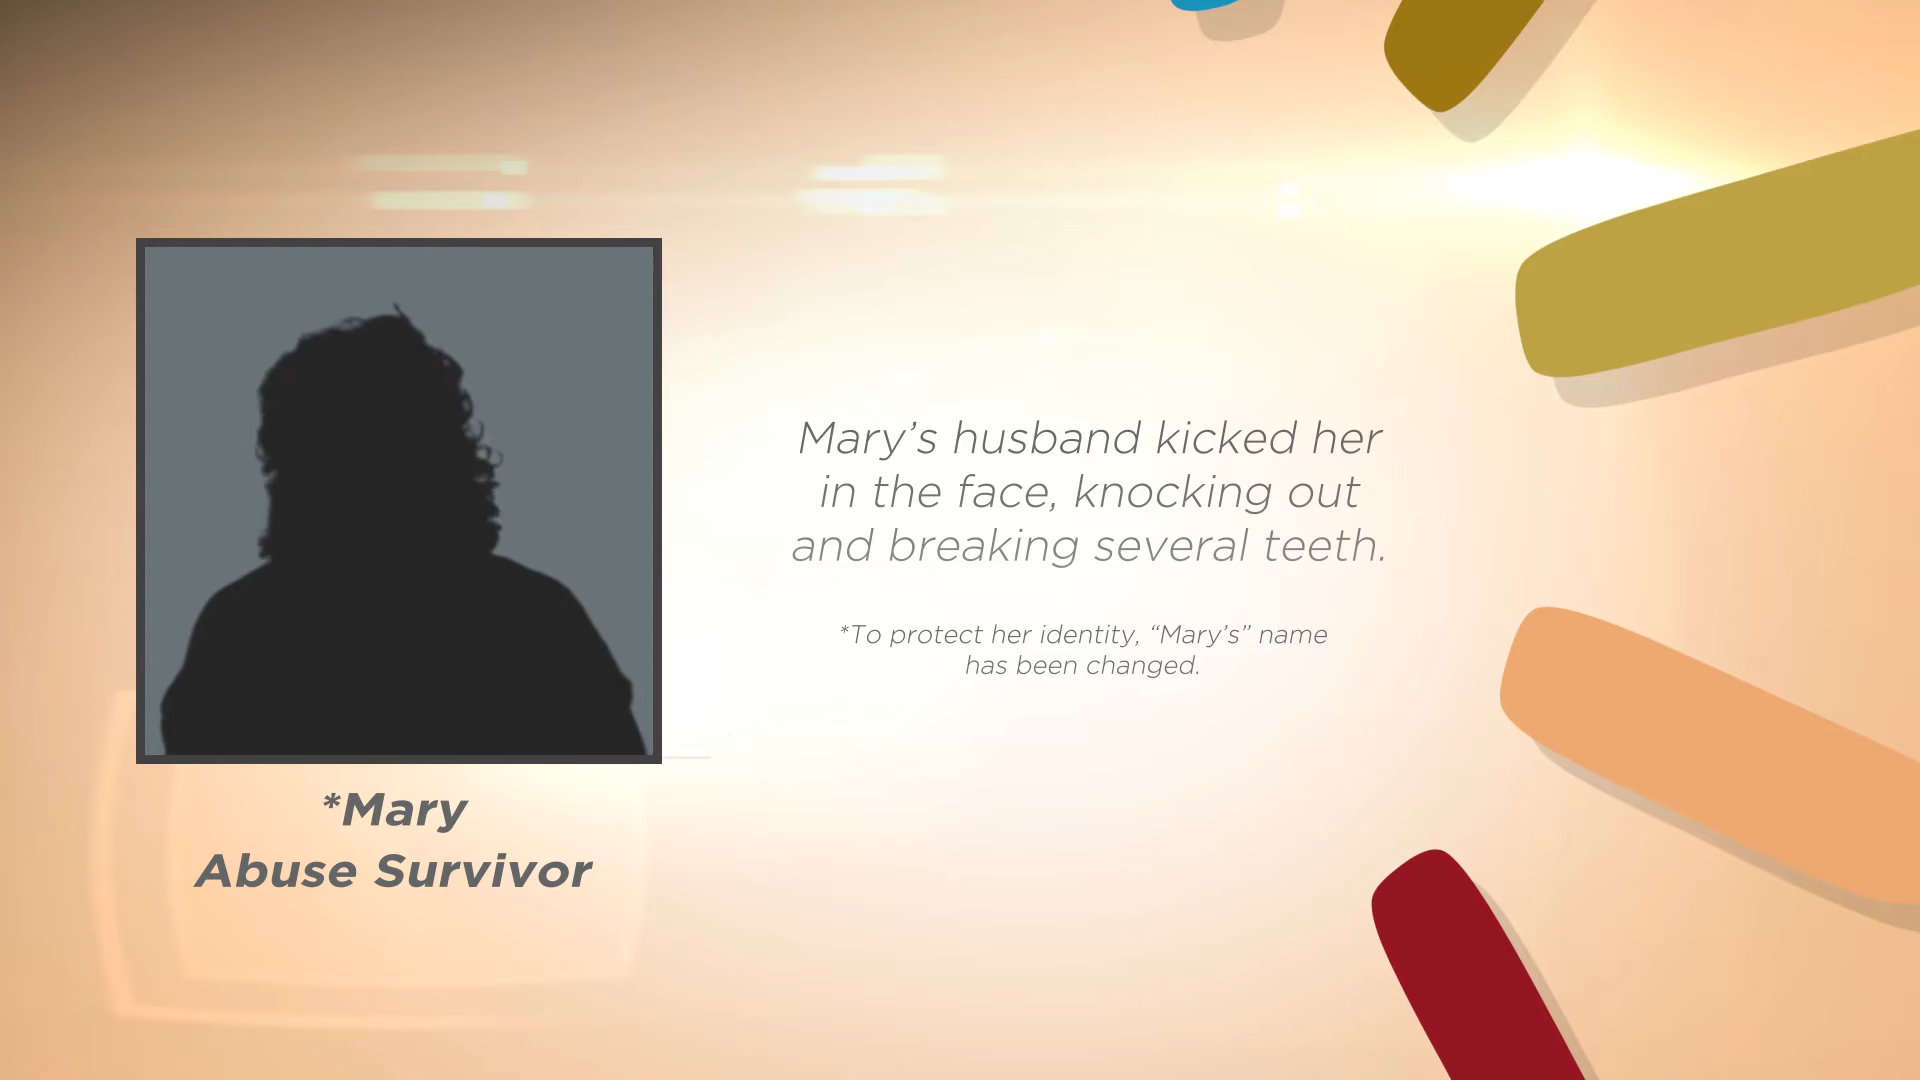 Mary’s husband kicked her
in the face, knocking out
and breaking several teeth.
*To protect her identity, “Mary’s” name
has been changed.
*Mary
Abuse Survivor